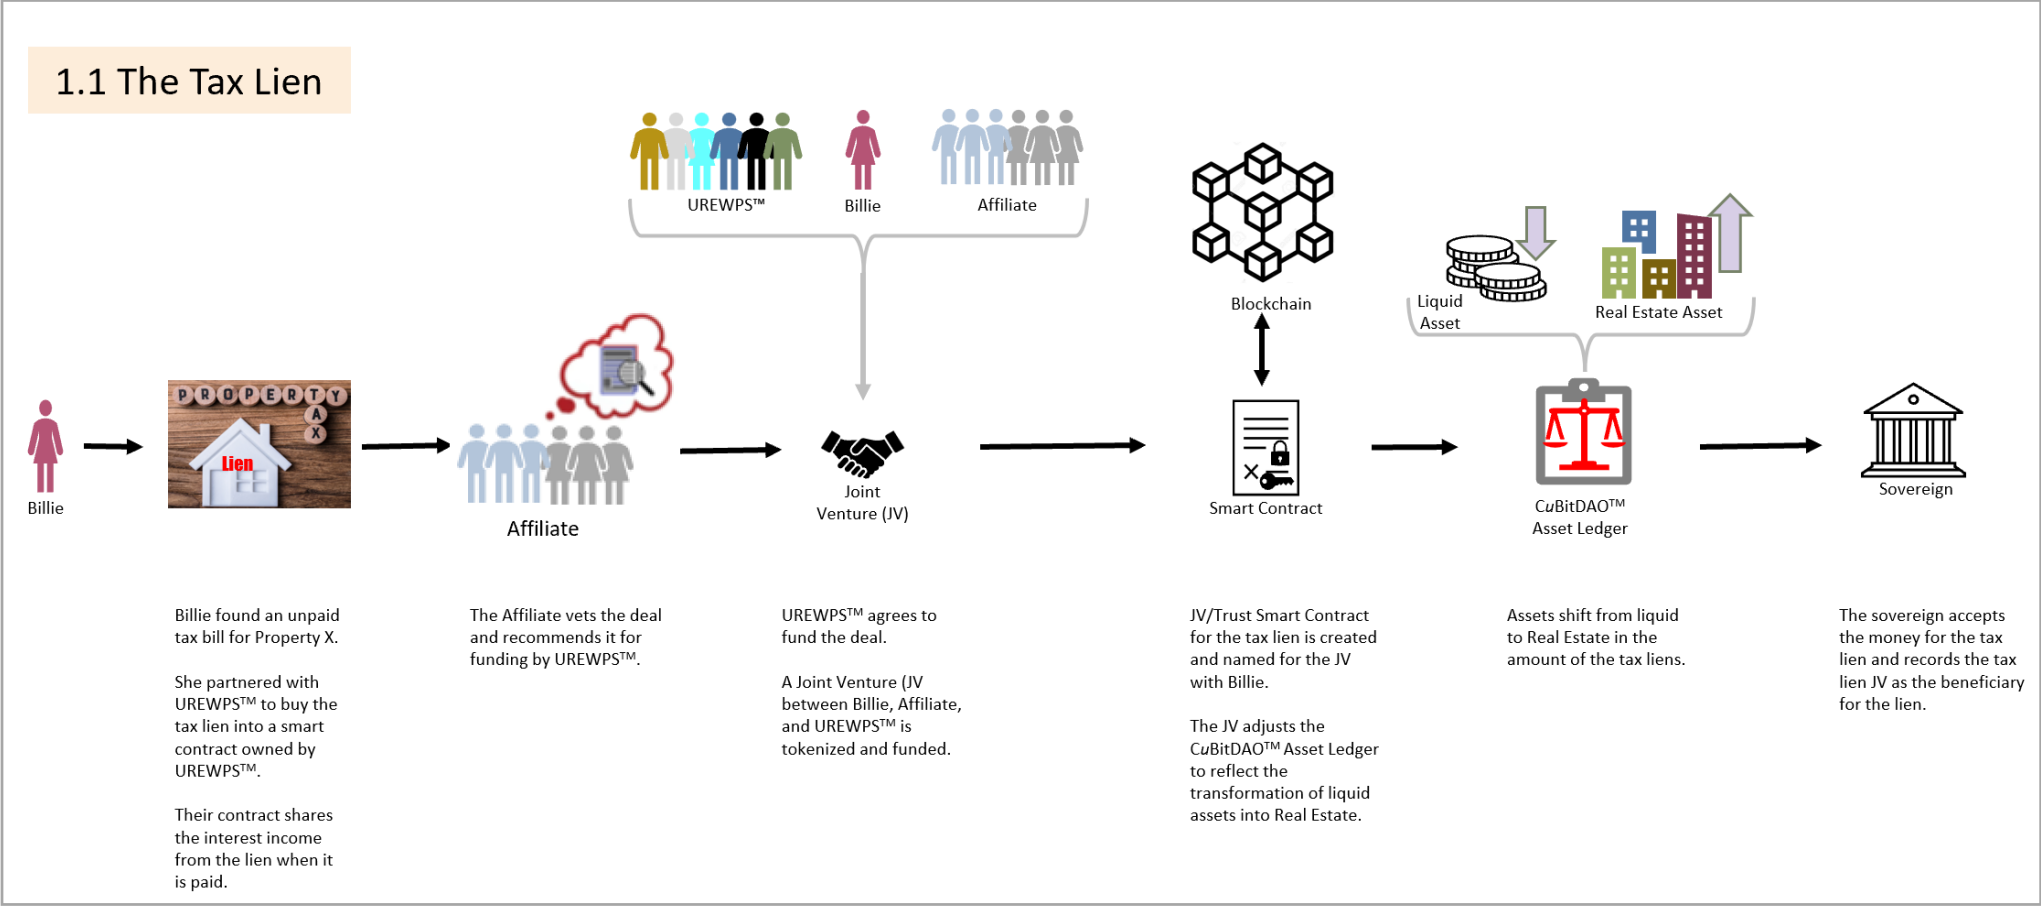 1.1 The Tax Lien
UREWPS™
Billie
Affiliate
Blockchain
Liquid
Asset
Real Estate Asset
PROPERTY
TAX
Lien
Billie
Affiliate
Joint
Venture (JV)
Smart Contract
CuBitDAO™
Asset Ledger
Sovereign
Billie found an unpaid
tax bill for Property X.
She partnered with
UREWPS™ to buy the
tax lien into a smart
contract owned by
UREWPS™.
Their contract shares
the interest income
from the lien when it
is paid.
The Affiliate vets the deal
and recommends it for
funding by UREWPS™.
UREWPS™ agrees to
fund the deal.
A Joint Venture (JV
between Billie, Affiliate,
and UREWPS™ is
tokenized and funded.
JV/Trust Smart Contract
for the tax lien is created
and named for the JV
with Billie.
The JV adjusts the
CuBitDAO™ Asset Ledger
to reflect the
transformation of liquid
assets into Real Estate.
Assets shift from liquid
to Real Estate in the
amount of the tax liens.
The sovereign accepts
the money for the tax
lien and records the tax
lien JV as the beneficiary
for the lien.